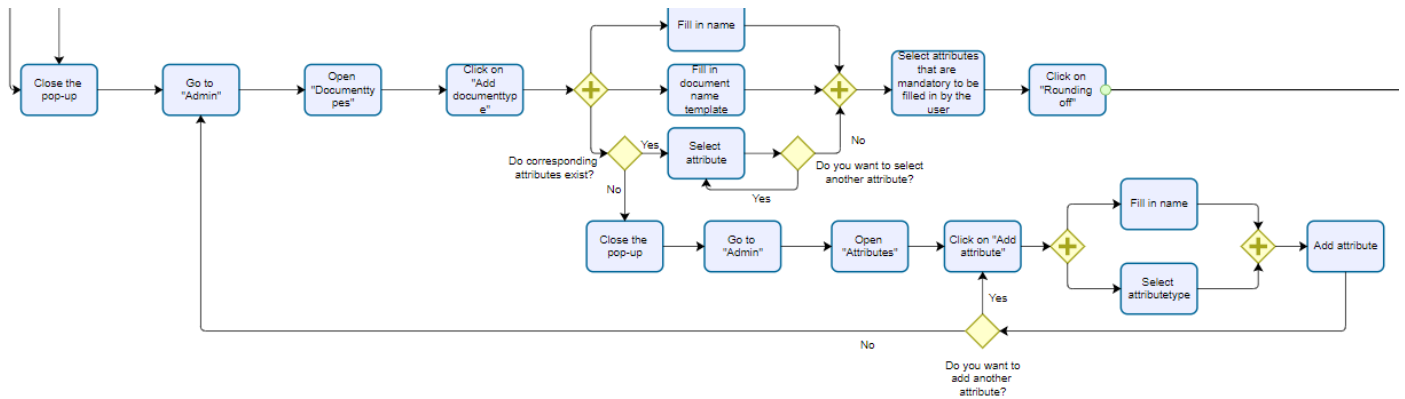 Fill in name
Close the
pop-up
Go to
"Admin"
Open
"Documentty
pes"
Click on
"Add
documenttyp
e"
Fill in
document
name
template
Select attributes
that are
mandatory to be
filled in by the
user
Click on
"Rounding
off"
Do corresponding
attributes exist?
Yes
Select
attribute
No
Do you want to select
another attribute?
Yes
No
Close the
pop-up
Go to
"Admin"
Open
"Attributes"
Click on "Add
attribute"
Fill in name
Select
attributetype
Add attribute
Yes
No
Do you want to
add another
attribute?